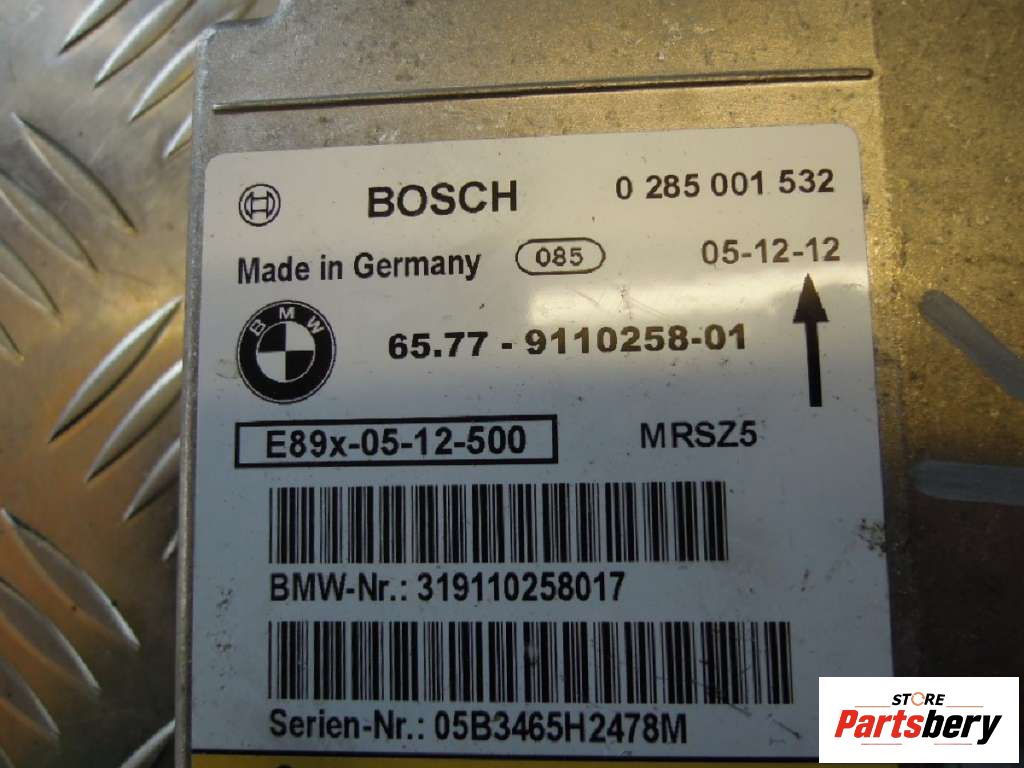 BOSCH 0 285 001 532
Made in Germany 085 05-12-12
BMW 65.77 - 9110258-01
E89x-05-12-500 MRSZ5
BMW-Nr.: 319110258017
Serien-Nr.: 05B3465H2478M
STORE
Partsbery